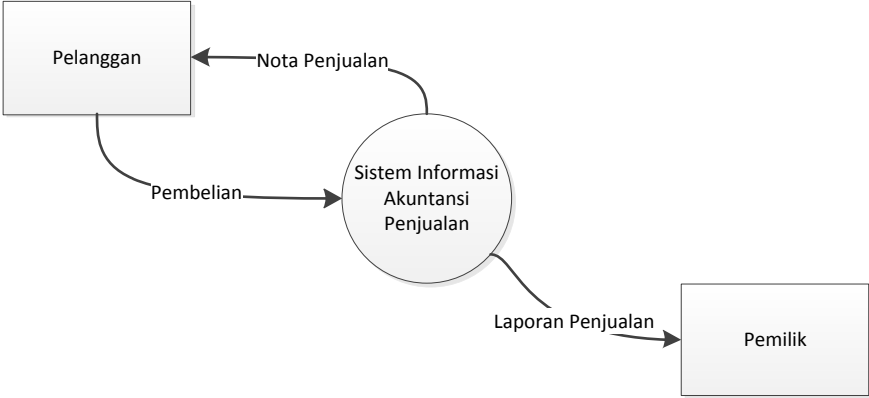 Pelanggan
Nota Penjualan
Sistem Informasi
Akuntansi
Penjualan
Pembelian
Laporan Penjualan
Pemilik